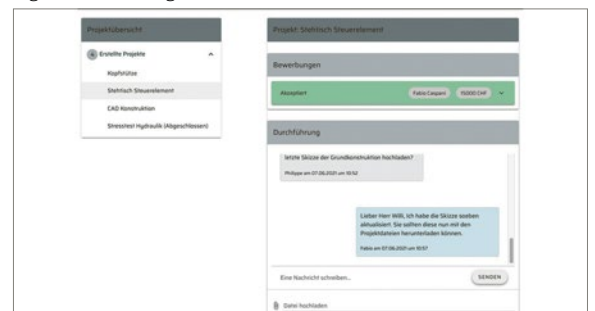 Projektübersicht
Erstellte Projekte
Kopfstütze
Stehtisch Steuerelement
CAD Konstruktion
Stresstest Hydraulik (Abgeschlossen)
Projekt: Stehtisch Steuerelement
Bewerbungen
Akzeptiert
Fabio Caspani
15000 CHF
Durchführung
letzte Skizze der Grundkonstruktion hochladen?
Philippe am 07.06.2021 um 10:52
Lieber Herr Willi, ich habe die Skizze soeben
aktualisiert. Sie sollten diese nun mit den
Projektdateien herunterladen können.
Fabio am 07.06.2021 um 10:57
Eine Nachricht schreiben...
SENDEN
Datei hochladen